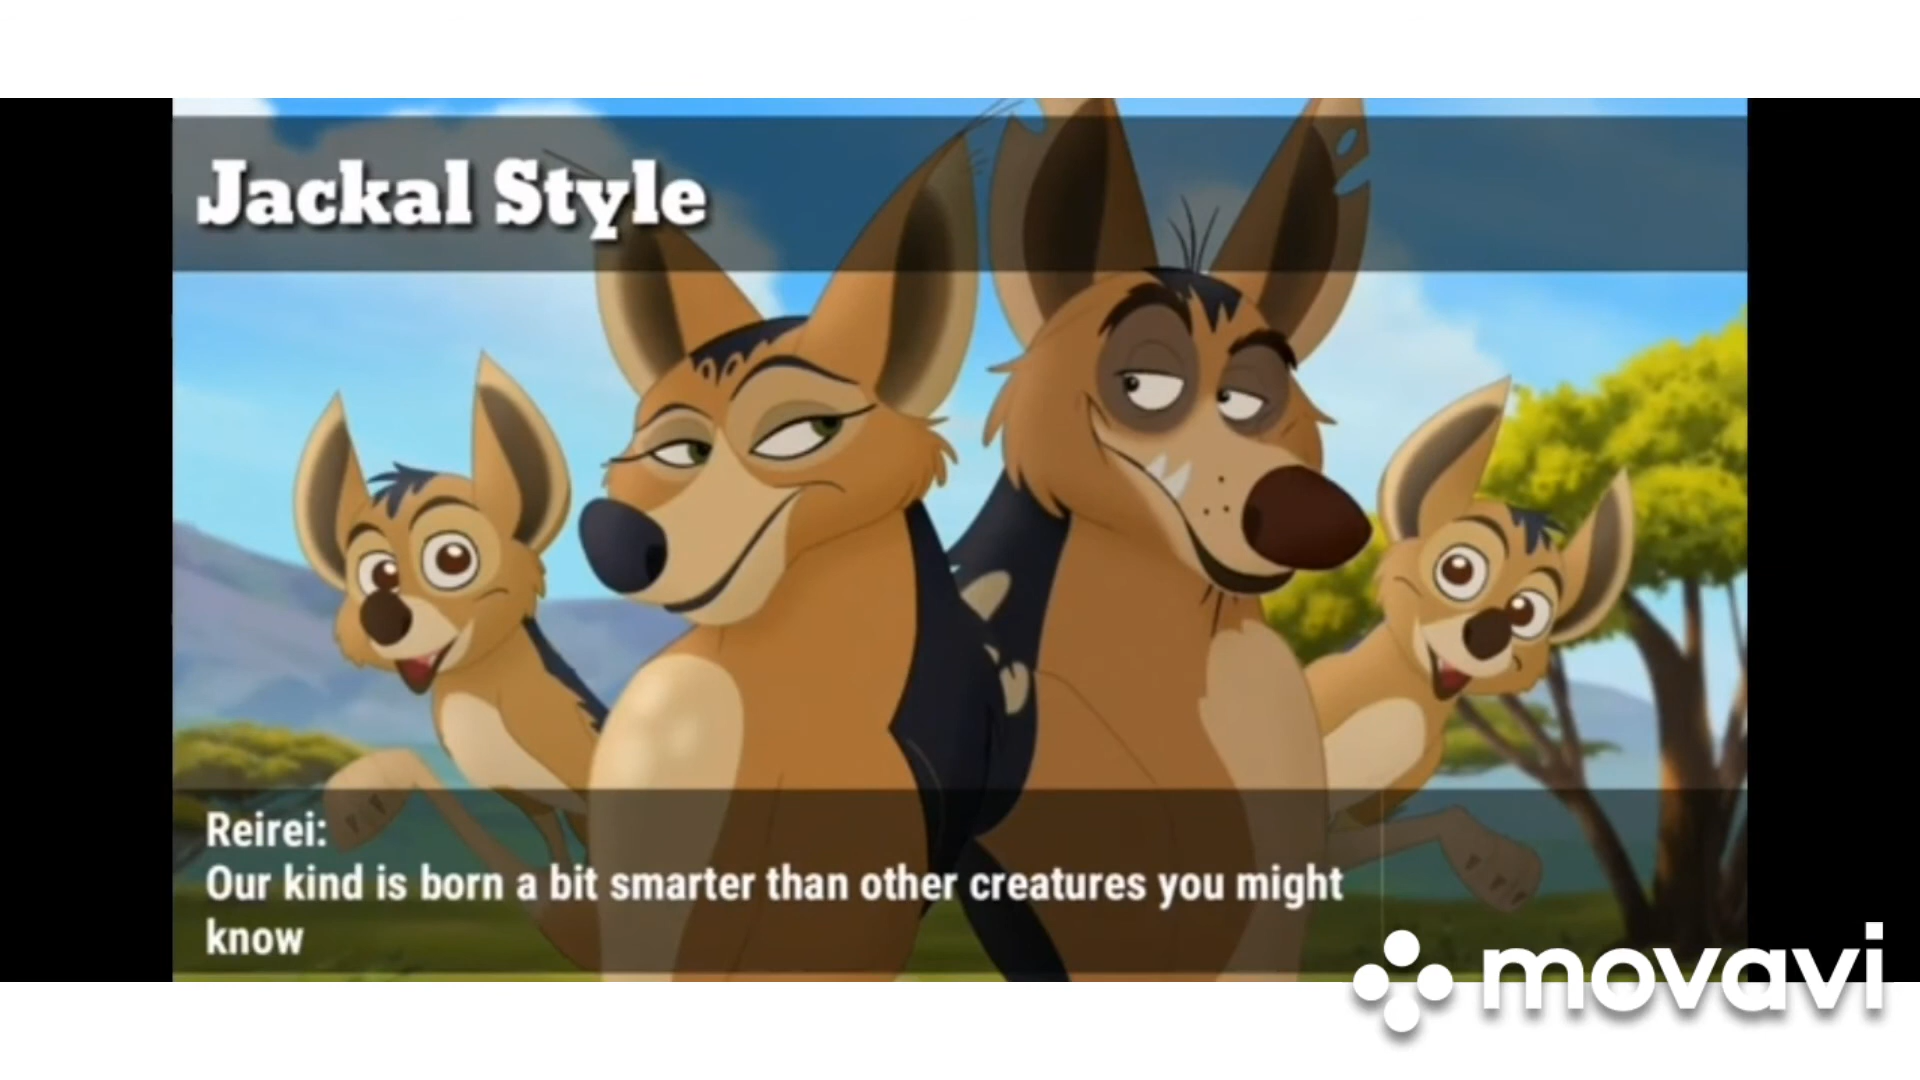 Jackal Style
Reirei:
Our kind is born a bit smarter than other creatures you might
know
movavi